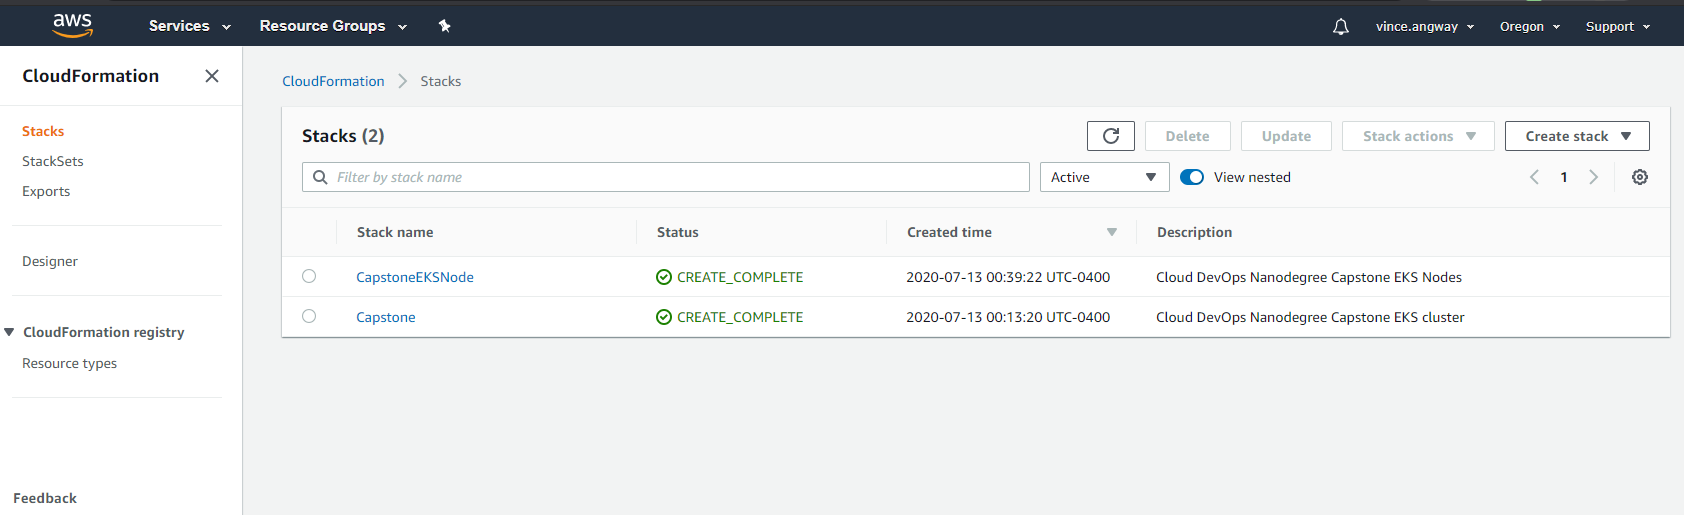 aws Services Resource Groups vince.angway Oregon Support
CloudFormation
Stacks
StackSets
Exports
Designer
CloudFormation registry
Resource types
Feedback
CloudFormation Stacks
Stacks (2) Delete Update Stack actions Create stack
Filter by stack name Active View nested 1
Stack name Status Created time Description
CapstoneEKSNode CREATE_COMPLETE 2020-07-13 00:39:22 UTC-0400 Cloud DevOps Nanodegree Capstone EKS Nodes
Capstone CREATE_COMPLETE 2020-07-13 00:13:20 UTC-0400 Cloud DevOps Nanodegree Capstone EKS cluster